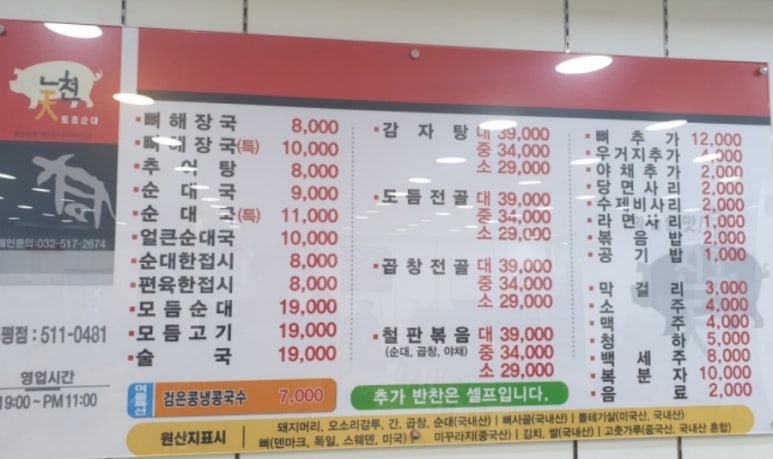 돗천
토종순대
체인문의:032-517-2674
평점 : 511-0481
영업시간
9:00~ PM 11:00
뼈해장국 8,000
뼈해장국(특) 10,000
추어탕 8,000
순대국 9,000
순대국(특) 11,000
얼큰순대국 10,000
순대한접시 8,000
편육한접시 8,000
모듬순대 19,000
모듬고기 19,000
술국 19,000
여름특선 검은콩냉콩국수 7,000
감자탕 대 39,000
중 34,000
소 29,000
도듬전골 대 39,000
중 34,000
소 29,000
곱창전골 대 39,000
중 34,000
소 29,000
철판볶음 대 39,000
(순대, 곱창, 야채) 중 34,000
소 29,000
추가 반찬은 셀프입니다.
뼈추가 12,000
우거지추가 4,000
야채추가 2,000
당면사리 2,000
수제비사리 2,000
라면사리 1,000
볶음밥 2,000
공기밥 1,000
막걸리 3,000
소주 4,000
맥주 4,000
청하 5,000
백세주 8,000
복분자 10,000
음료 2,000
원산지표시
돼지머리, 오소리감투, 간, 곱창, 순대(국내산) | 뼈사골(국내산) | 돌테기살(미국산, 국내산)
뼈(덴마크, 독일, 스웨덴, 미국) 미꾸라지(중국산) | 김치, 쌀(국내산) | 고춧가루(중국산, 국내산 혼합)